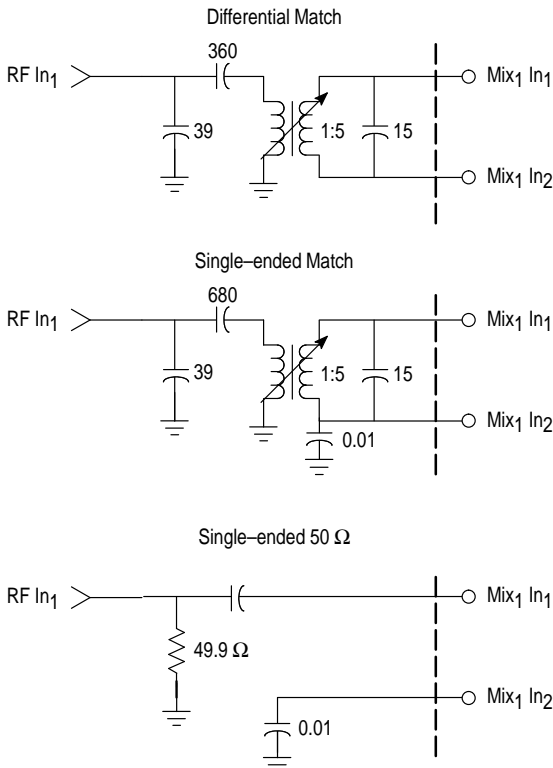 Differential Match
360
RF In1
39
1:5
15
Mix1 In1
Mix1 In2
Single–ended Match
680
RF In1
39
1:5
15
0.01
Mix1 In1
Mix1 In2
Single–ended 50 Ω
RF In1
49.9 Ω
0.01
Mix1 In1
Mix1 In2